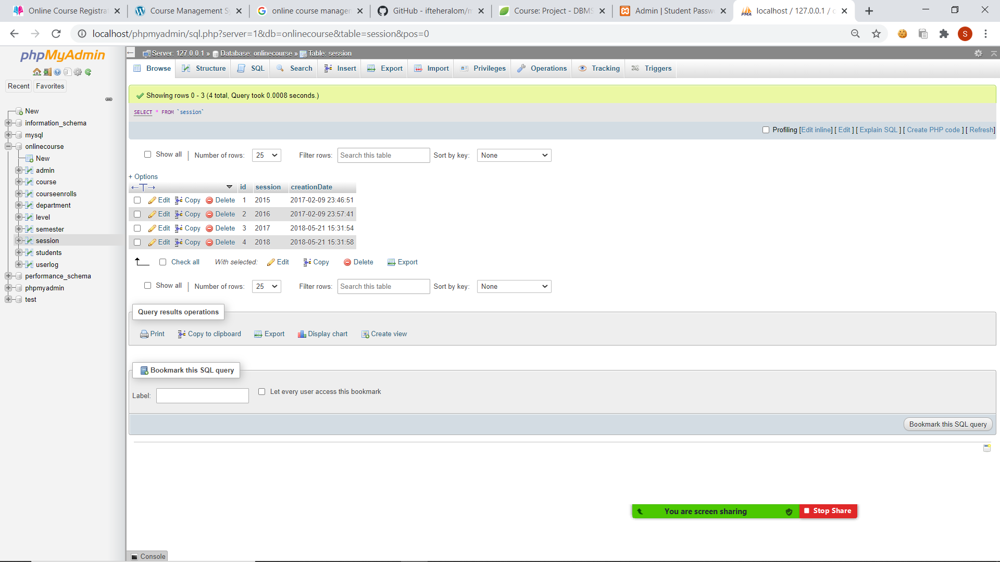 Online Course Registrat
Course Management Sy
online course managem
GitHub - ifteheralom/m
Course: Project - DBMS
Admin | Student Passw
localhost / 127.0.0.1 / o
localhost/phpmyadmin/sql.php?server=1&db=onlinecourse&table=session&pos=0
S
phpMyAdmin
Recent Favorites
New
information_schema
mysql
onlinecourse
New
admin
course
courseenrolls
department
level
semester
session
students
userlog
performance_schema
phpmyadmin
test
Server: 127.0.0.1 » Database: onlinecourse » Table: session
Browse Structure SQL Search Insert Export Import Privileges Operations Tracking Triggers
Showing rows 0 - 3 (4 total, Query took 0.0008 seconds.)
SELECT * FROM `session`
Profiling [Edit inline] [ Edit ] [ Explain SQL ] [ Create PHP code ] [ Refresh]
Show all | Number of rows: 25 Filter rows: Search this table Sort by key: None
+ Options
id session creationDate
Edit Copy Delete 1 2015 2017-02-09 23:46:51
Edit Copy Delete 2 2016 2017-02-09 23:57:41
Edit Copy Delete 3 2017 2018-05-21 15:31:54
Edit Copy Delete 4 2018 2018-05-21 15:31:58
Check all With selected: Edit Copy Delete Export
Show all | Number of rows: 25 Filter rows: Search this table Sort by key: None
Query results operations
Print Copy to clipboard Export Display chart Create view
Bookmark this SQL query
Label: Let every user access this bookmark
Bookmark this SQL query
You are screen sharing Stop Share
Console